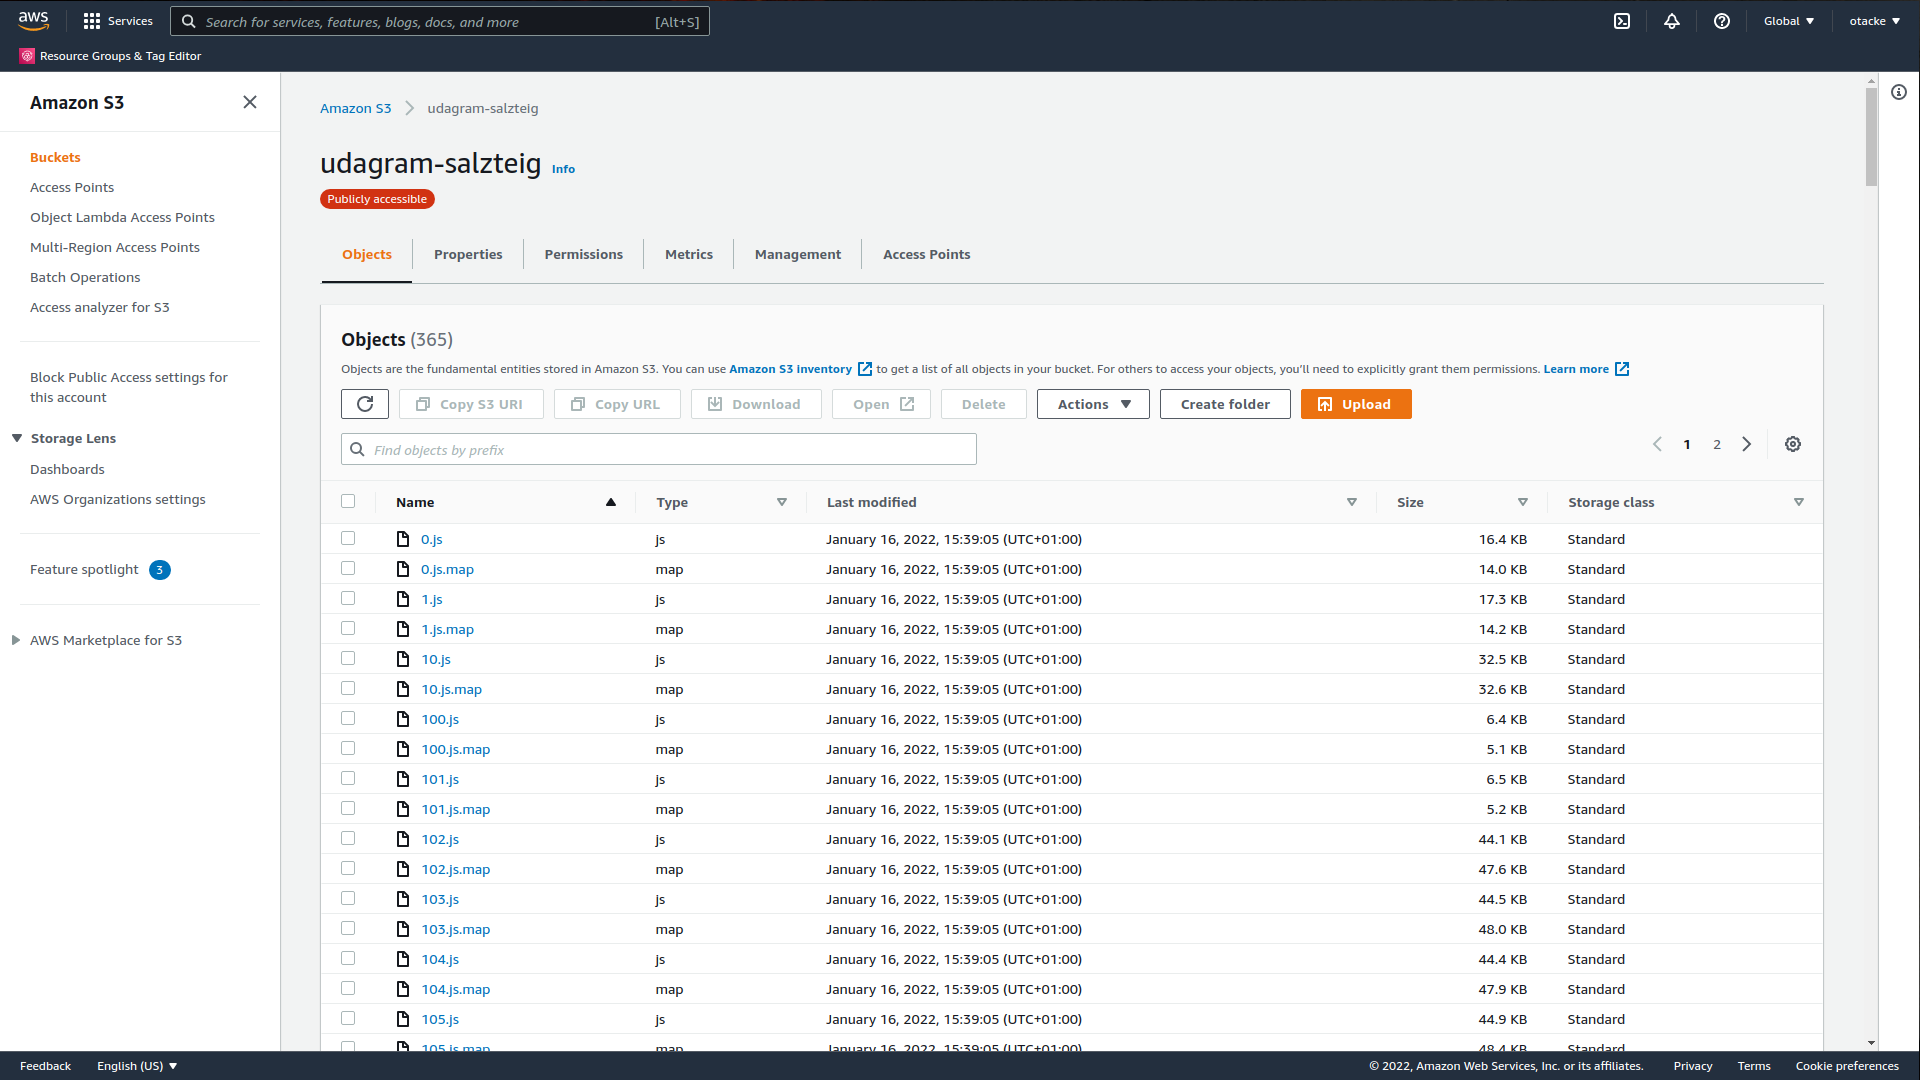 aws Services Search for services, features, blogs, docs, and more [Alt+S] Global otacke
Resource Groups & Tag Editor
Amazon S3
Buckets
Access Points
Object Lambda Access Points
Multi-Region Access Points
Batch Operations
Access analyzer for S3
Block Public Access settings for
this account
Storage Lens
Dashboards
AWS Organizations settings
Feature spotlight 3
AWS Marketplace for S3
Amazon S3 udagram-salzteig
udagram-salzteig Info
Publicly accessible
Objects Properties Permissions Metrics Management Access Points
Objects (365)
Objects are the fundamental entities stored in Amazon S3. You can use Amazon S3 inventory to get a list of all objects in your bucket. For others to access your objects, you'll need to explicitly grant them permissions. Learn more
Copy S3 URI Copy URL Download Open Delete Actions Create folder Upload
Find objects by prefix 1 2
Name Type Last modified Size Storage class
0.js js January 16, 2022, 15:39:05 (UTC+01:00) 16.4 KB Standard
0.js.map map January 16, 2022, 15:39:05 (UTC+01:00) 14.0 KB Standard
1.js js January 16, 2022, 15:39:05 (UTC+01:00) 17.3 KB Standard
1.js.map map January 16, 2022, 15:39:05 (UTC+01:00) 14.2 KB Standard
10.js js January 16, 2022, 15:39:05 (UTC+01:00) 32.5 KB Standard
10.js.map map January 16, 2022, 15:39:05 (UTC+01:00) 32.6 KB Standard
100.js js January 16, 2022, 15:39:05 (UTC+01:00) 6.4 KB Standard
100.js.map map January 16, 2022, 15:39:05 (UTC+01:00) 5.1 KB Standard
101.js js January 16, 2022, 15:39:05 (UTC+01:00) 6.5 KB Standard
101.js.map map January 16, 2022, 15:39:05 (UTC+01:00) 5.2 KB Standard
102.js js January 16, 2022, 15:39:05 (UTC+01:00) 44.1 KB Standard
102.js.map map January 16, 2022, 15:39:05 (UTC+01:00) 47.6 KB Standard
103.js js January 16, 2022, 15:39:05 (UTC+01:00) 44.5 KB Standard
103.js.map map January 16, 2022, 15:39:05 (UTC+01:00) 48.0 KB Standard
104.js js January 16, 2022, 15:39:05 (UTC+01:00) 44.4 KB Standard
104.js.map map January 16, 2022, 15:39:05 (UTC+01:00) 47.9 KB Standard
105.js js January 16, 2022, 15:39:05 (UTC+01:00) 44.9 KB Standard
105.js.map map January 16, 2022, 15:39:05 (UTC+01:00) 48.4 KB Standard
Feedback English (US) © 2022, Amazon Web Services, Inc. or its affiliates. Privacy Terms Cookie preferences